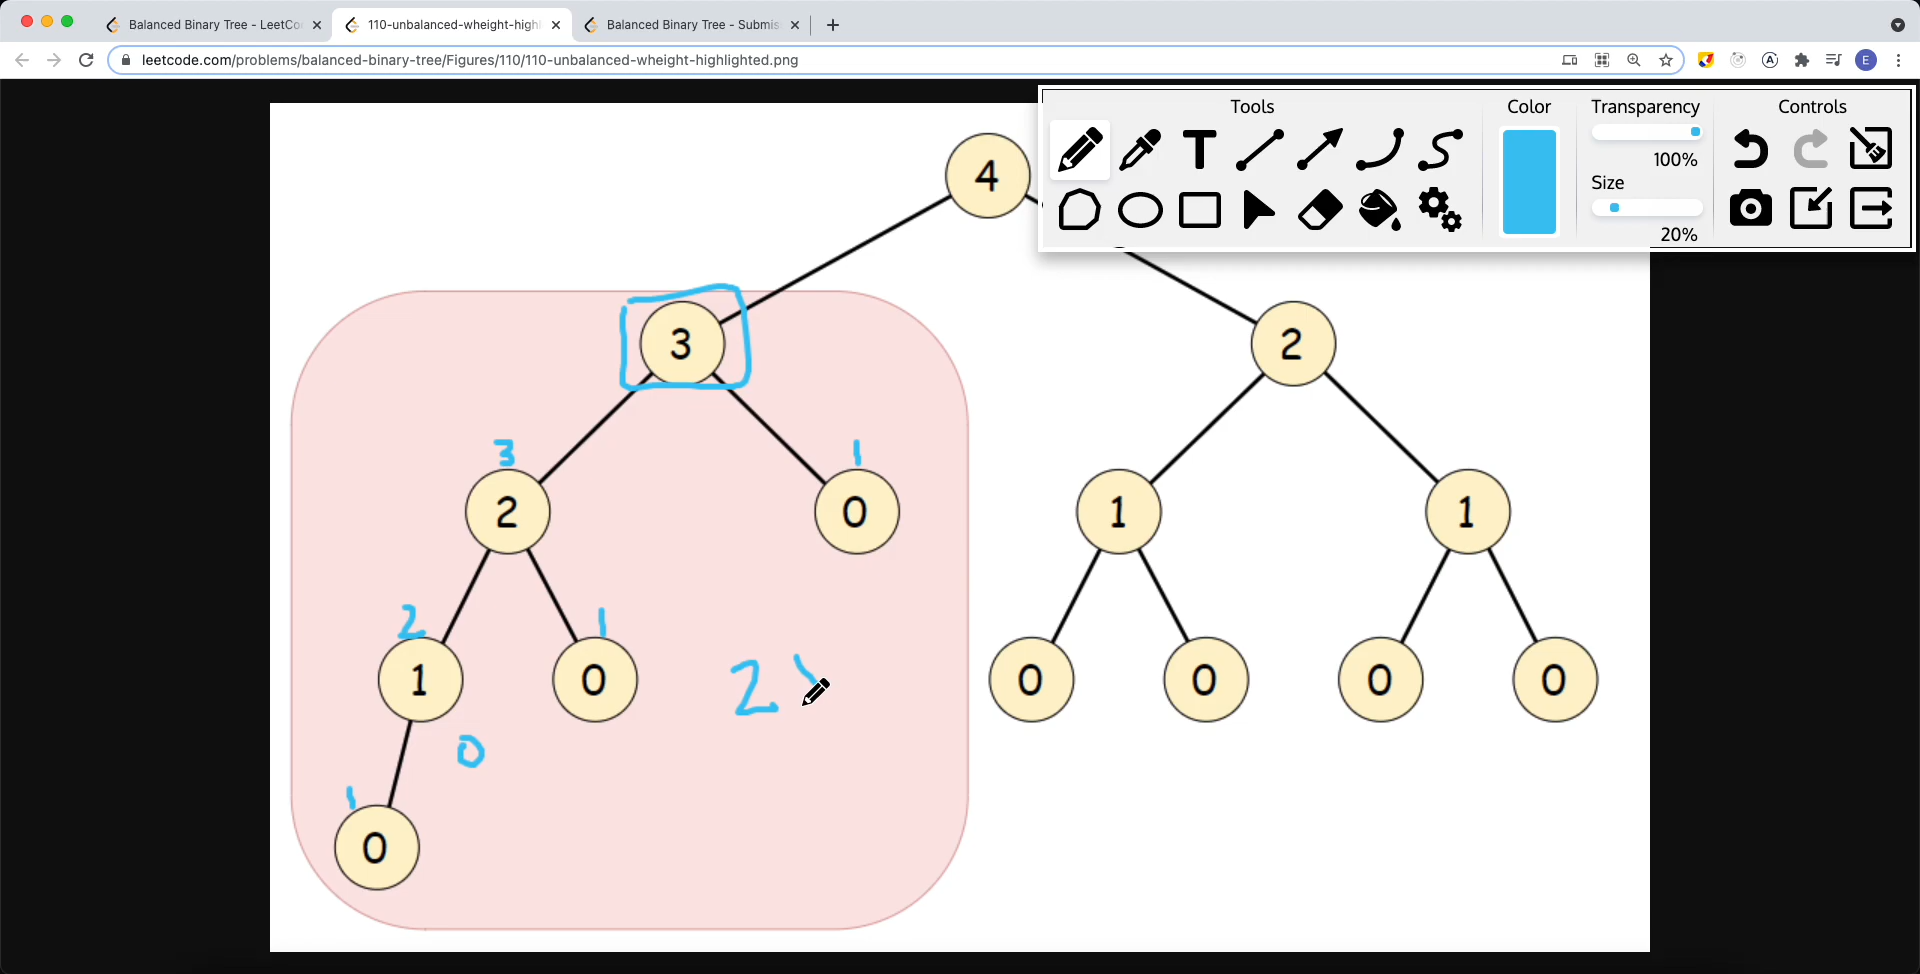 Balanced Binary Tree - LeetCo
110-unbalanced-wheight-highl
Balanced Binary Tree - Submis
leetcode.com/problems/balanced-binary-tree/Figures/110/110-unbalanced-wheight-highlighted.png
E
Tools
Color
Transparency
Controls
T
100%
Size
20%
4
3
2
3
1
2
0
1
1
2
1
1
0
2
0
0
0
0
0
1
0